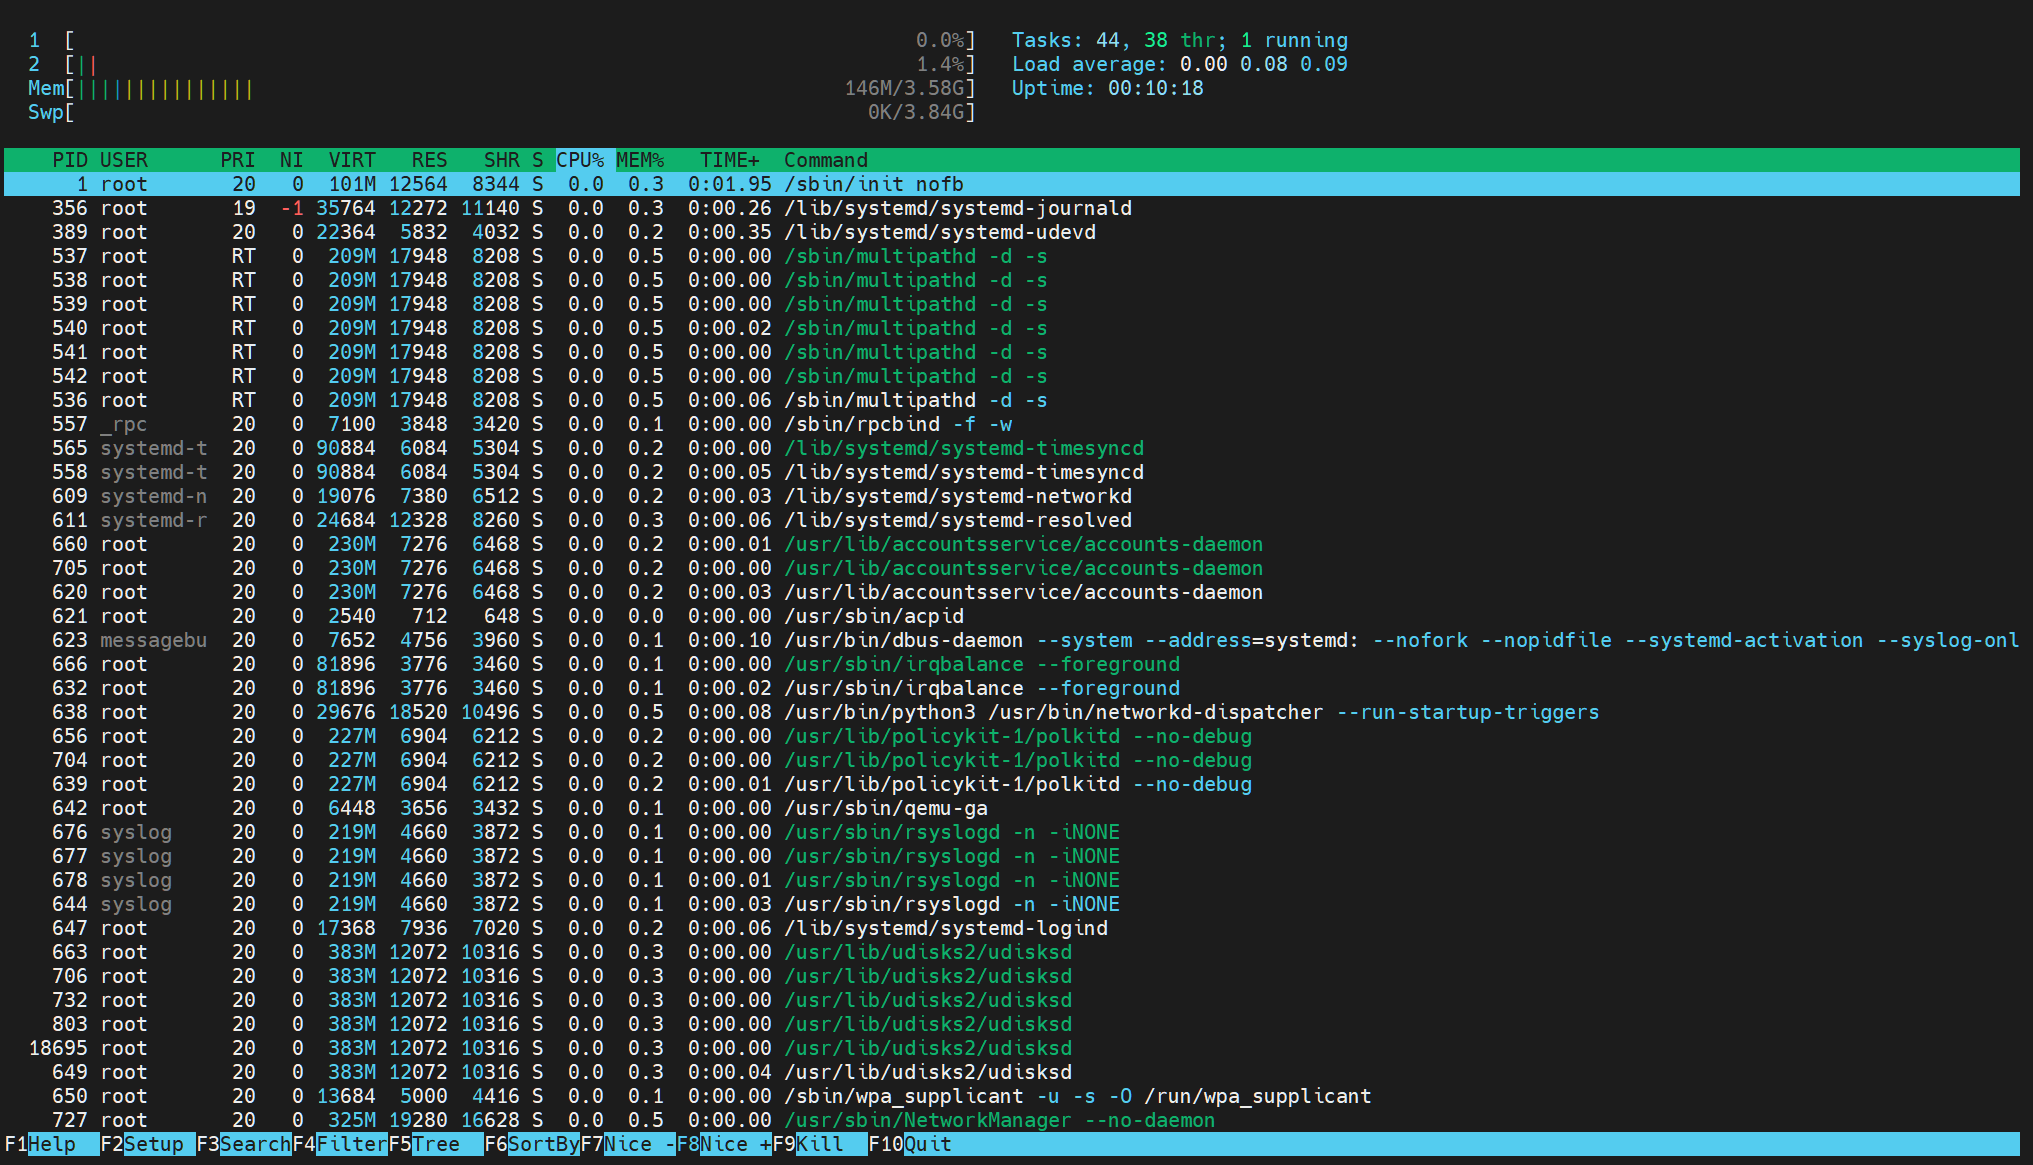 1  [ 0.0%] Tasks: 44, 38 thr; 1 running
2  [|| 1.4%] Load average: 0.00 0.08 0.09
Mem[||||||||||||||| 146M/3.58G] Uptime: 00:10:18
Swp[ 0K/3.84G]
PID USER PRI NI VIRT RES SHR S CPU% MEM% TIME+ Command
1 root 20 0 101M 12564 8344 S 0.0 0.3 0:01.95 /sbin/init nofb
356 root 19 -1 35764 12272 11140 S 0.0 0.3 0:00.26 /lib/systemd/systemd-journald
389 root 20 0 22364 5832 4032 S 0.0 0.2 0:00.35 /lib/systemd/systemd-udevd
537 root RT 0 209M 17948 8208 S 0.0 0.5 0:00.00 /sbin/multipathd -d -s
538 root RT 0 209M 17948 8208 S 0.0 0.5 0:00.00 /sbin/multipathd -d -s
539 root RT 0 209M 17948 8208 S 0.0 0.5 0:00.00 /sbin/multipathd -d -s
540 root RT 0 209M 17948 8208 S 0.0 0.5 0:00.02 /sbin/multipathd -d -s
541 root RT 0 209M 17948 8208 S 0.0 0.5 0:00.00 /sbin/multipathd -d -s
542 root RT 0 209M 17948 8208 S 0.0 0.5 0:00.00 /sbin/multipathd -d -s
536 root RT 0 209M 17948 8208 S 0.0 0.5 0:00.06 /sbin/multipathd -d -s
557 _rpc 20 0 7100 3848 3420 S 0.0 0.1 0:00.00 /sbin/rpcbind -f -w
565 systemd-t 20 0 90884 6084 5304 S 0.0 0.2 0:00.00 /lib/systemd/systemd-timesyncd
558 systemd-t 20 0 90884 6084 5304 S 0.0 0.2 0:00.05 /lib/systemd/systemd-timesyncd
609 systemd-n 20 0 19076 7380 6512 S 0.0 0.2 0:00.03 /lib/systemd/systemd-networkd
611 systemd-r 20 0 24684 12328 8260 S 0.0 0.3 0:00.06 /lib/systemd/systemd-resolved
660 root 20 0 230M 7276 6468 S 0.0 0.2 0:00.01 /usr/lib/accountsservice/accounts-daemon
705 root 20 0 230M 7276 6468 S 0.0 0.2 0:00.00 /usr/lib/accountsservice/accounts-daemon
620 root 20 0 230M 7276 6468 S 0.0 0.2 0:00.03 /usr/lib/accountsservice/accounts-daemon
621 root 20 0 2540 712 648 S 0.0 0.0 0:00.00 /usr/sbin/acpid
623 messagebu 20 0 7652 4756 3960 S 0.0 0.1 0:00.10 /usr/bin/dbus-daemon --system --address=systemd: --nofork --nopidfile --systemd-activation --syslog-onl
666 root 20 0 81896 3776 3460 S 0.0 0.1 0:00.00 /usr/sbin/irqbalance --foreground
632 root 20 0 81896 3776 3460 S 0.0 0.1 0:00.02 /usr/sbin/irqbalance --foreground
638 root 20 0 29676 18520 10496 S 0.0 0.5 0:00.08 /usr/bin/python3 /usr/bin/networkd-dispatcher --run-startup-triggers
656 root 20 0 227M 6904 6212 S 0.0 0.2 0:00.00 /usr/lib/policykit-1/polkitd --no-debug
704 root 20 0 227M 6904 6212 S 0.0 0.2 0:00.00 /usr/lib/policykit-1/polkitd --no-debug
639 root 20 0 227M 6904 6212 S 0.0 0.2 0:00.01 /usr/lib/policykit-1/polkitd --no-debug
642 root 20 0 6448 3656 3432 S 0.0 0.1 0:00.00 /usr/sbin/qemu-ga
676 syslog 20 0 219M 4660 3872 S 0.0 0.1 0:00.00 /usr/sbin/rsyslogd -n -iNONE
677 syslog 20 0 219M 4660 3872 S 0.0 0.1 0:00.00 /usr/sbin/rsyslogd -n -iNONE
678 syslog 20 0 219M 4660 3872 S 0.0 0.1 0:00.01 /usr/sbin/rsyslogd -n -iNONE
644 syslog 20 0 219M 4660 3872 S 0.0 0.1 0:00.03 /usr/sbin/rsyslogd -n -iNONE
647 root 20 0 17368 7936 7020 S 0.0 0.2 0:00.06 /lib/systemd/systemd-logind
663 root 20 0 383M 12072 10316 S 0.0 0.3 0:00.00 /usr/lib/udisks2/udisksd
706 root 20 0 383M 12072 10316 S 0.0 0.3 0:00.00 /usr/lib/udisks2/udisksd
732 root 20 0 383M 12072 10316 S 0.0 0.3 0:00.00 /usr/lib/udisks2/udisksd
803 root 20 0 383M 12072 10316 S 0.0 0.3 0:00.00 /usr/lib/udisks2/udisksd
18695 root 20 0 383M 12072 10316 S 0.0 0.3 0:00.00 /usr/lib/udisks2/udisksd
649 root 20 0 383M 12072 10316 S 0.0 0.3 0:00.04 /usr/lib/udisks2/udisksd
650 root 20 0 13684 5000 4416 S 0.0 0.1 0:00.00 /sbin/wpa_supplicant -u -s -O /run/wpa_supplicant
727 root 20 0 325M 19280 16628 S 0.0 0.5 0:00.00 /usr/sbin/NetworkManager --no-daemon
F1Help F2Setup F3SearchF4FilterF5Tree F6SortByF7Nice -F8Nice +F9Kill F10Quit